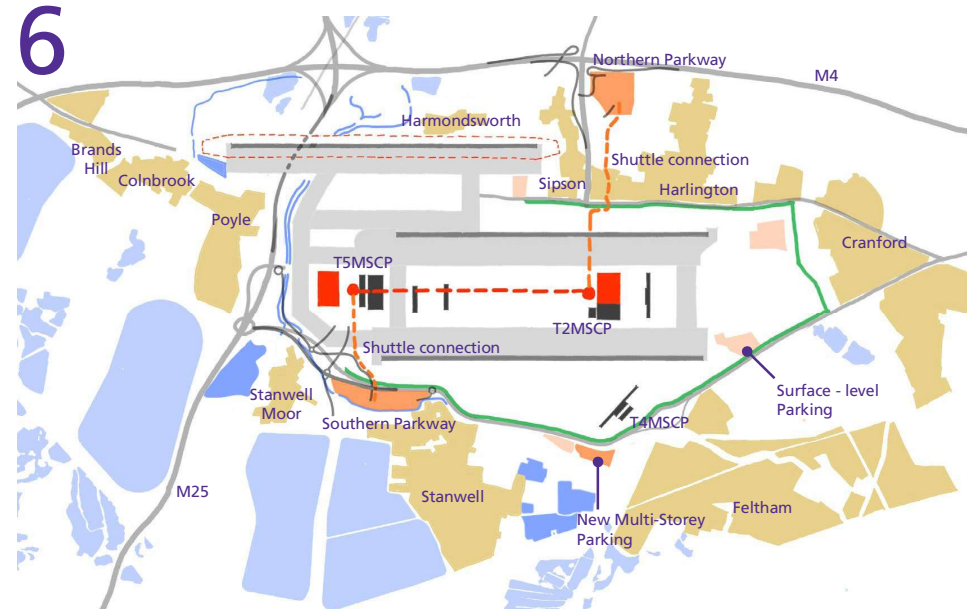 6
Northern Parkway
M4
Harmondsworth
Brands
Hill
Shuttle connection
Colnbrook
Sipson
Harlington
Poyle
Cranford
T5MSCP
T2MSCP
Shuttle connection
Stanwell
Moor
Surface - level
Parking
Southern Parkway
T4MSCP
M25
Stanwell
Feltham
New Multi-Storey
Parking